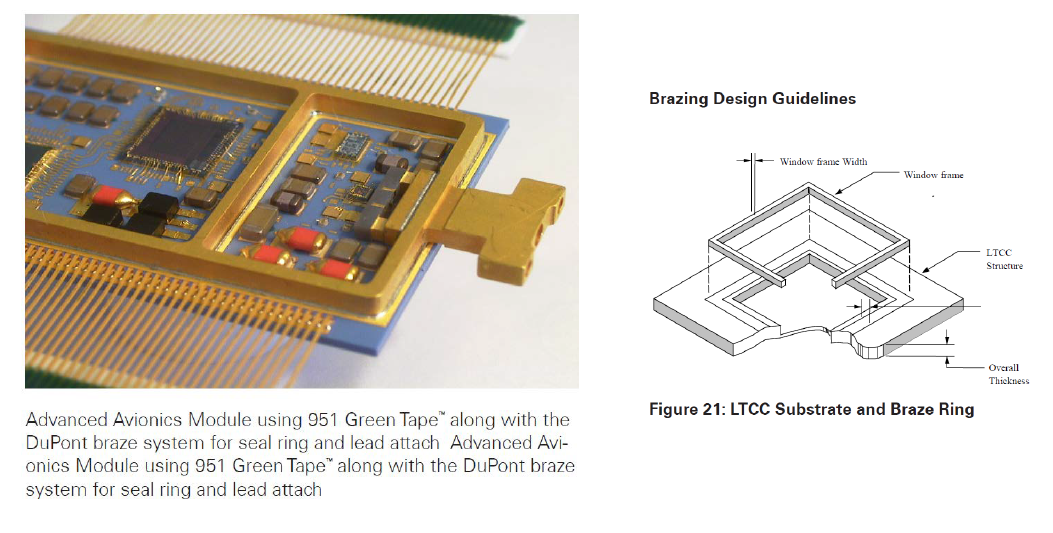 Advanced Avionics Module using 951 Green Tape™ along with the
DuPont braze system for seal ring and lead attach  Advanced Avi-
onics Module using 951 Green Tape™ along with the DuPont braze
system for seal ring and lead attach
Brazing Design Guidelines
Window frame Width
Window frame
LTCC
Structure
Overall
Thickness
Figure 21: LTCC Substrate and Braze Ring